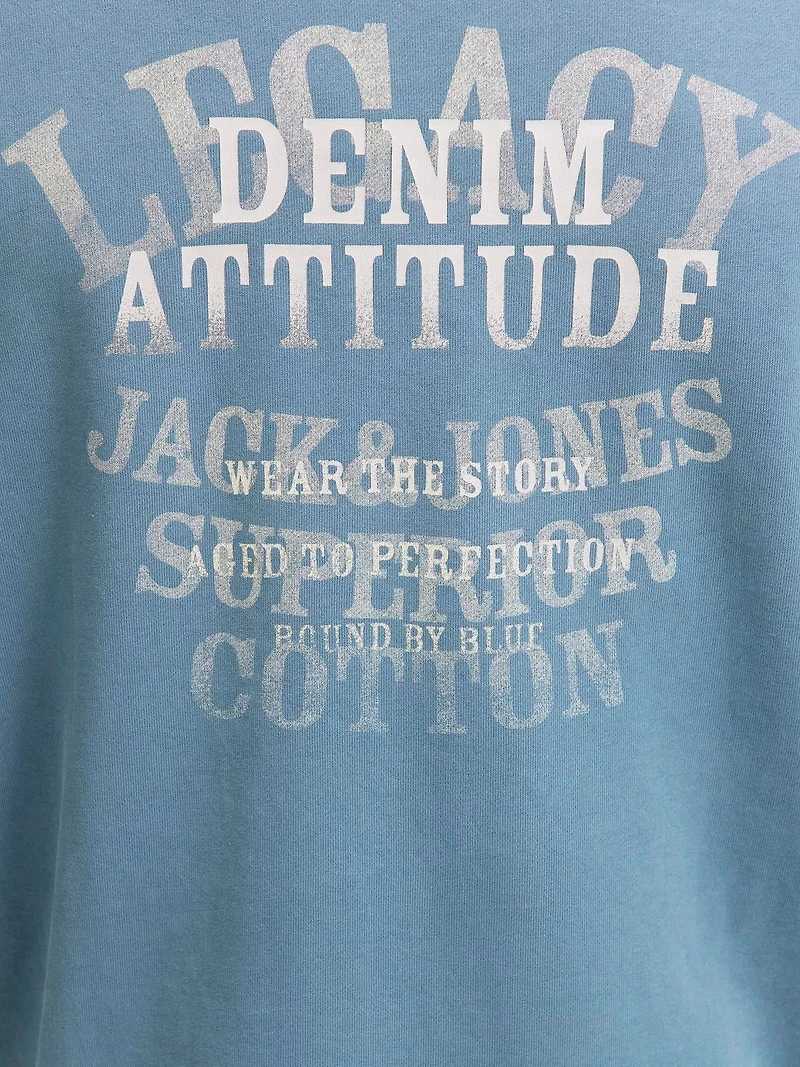 LEGACY
DENIM
ATTITUDE
JACK & JONES
WEAR THE STORY
SUPERIOR
AGED TO PERFECTION
BOUND BY BLUE
COTTON